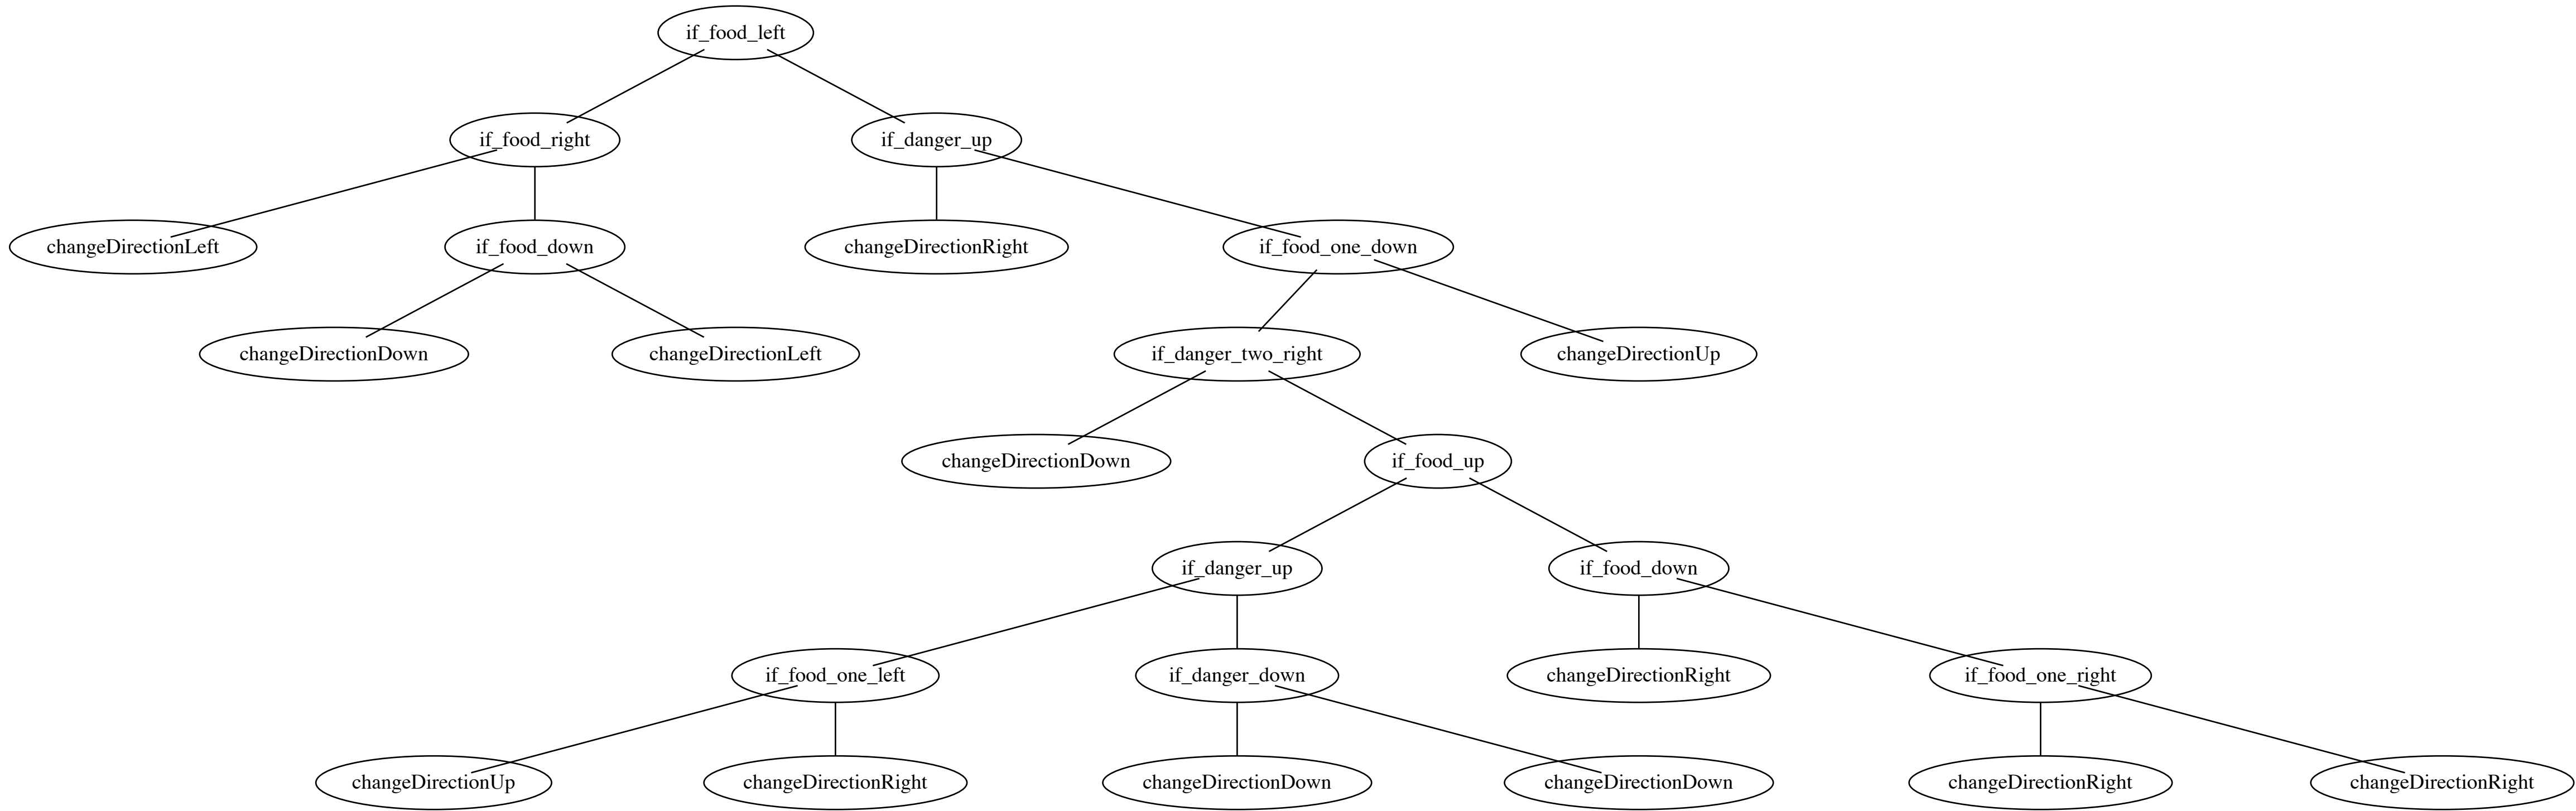 if_food_left
if_food_right
if_danger_up
changeDirectionLeft
if_food_down
changeDirectionRight
if_food_one_down
changeDirectionDown
changeDirectionLeft
if_danger_two_right
changeDirectionUp
changeDirectionDown
if_food_up
if_danger_up
if_food_down
if_food_one_left
if_danger_down
changeDirectionRight
if_food_one_right
changeDirectionUp
changeDirectionRight
changeDirectionDown
changeDirectionDown
changeDirectionRight
changeDirectionRight